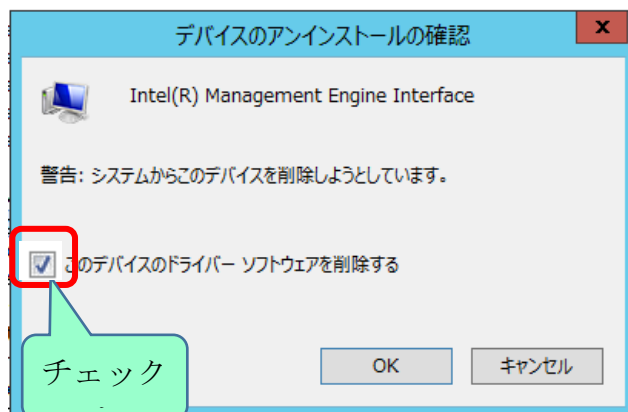 デバイスのアンインストールの確認
x
Intel(R) Management Engine Interface
警告: システムからこのデバイスを削除しようとしています。
このデバイスのドライバー ソフトウェアを削除する
チェック
OK
キャンセル